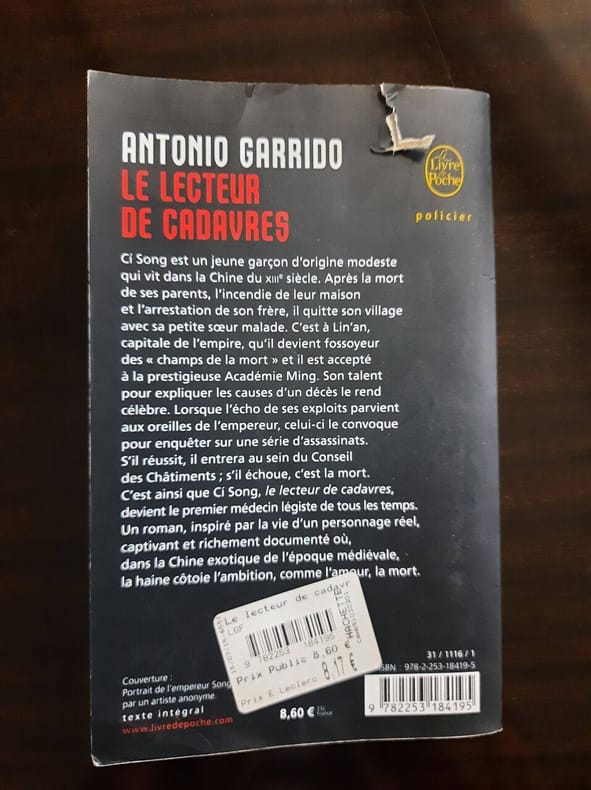 ANTONIO GARRIDO
LE LECTEUR
DE CADAVRES
Le
Livre
de
Poche
policier
Cí Song est un jeune garçon d'origine modeste
qui vit dans la Chine du XIIIe siècle. Après la mort
de ses parents, l'incendie de leur maison
et l'arrestation de son frère, il quitte son village
avec sa petite sœur malade. C'est à Lin'an,
capitale de l'empire, qu'il devient fossoyeur
des « champs de la mort » et il est accepté
à la prestigieuse Académie Ming. Son talent
pour expliquer les causes d'un décès le rend
célèbre. Lorsque l'écho de ses exploits parvient
aux oreilles de l'empereur, celui-ci le convoque
pour enquêter sur une série d'assassinats.
S'il réussit, il entrera au sein du Conseil
des Châtiments ; s'il échoue, c'est la mort.
C'est ainsi que Cí Song, le lecteur de cadavres,
devient le premier médecin légiste de tous les temps.
Un roman, inspiré par la vie d'un personnage réel,
captivant et richement documenté où,
dans la Chine exotique de l'époque médiévale,
la haine côtoie l'ambition, comme l'amour, la mort.
Le lecteur de cadavr
LGF
9 782253 184195
HACHETTE
Prix Public 8,60 €
Prix E Leclerc 8,17 €
Couverture :
Portrait de l'empereur Song
par un artiste anonyme.
texte intégral
www.livredepoche.com
8,60 €
France
31 / 1116 / 1
ISBN : 978-2-253-18419-5
9 782253 184195